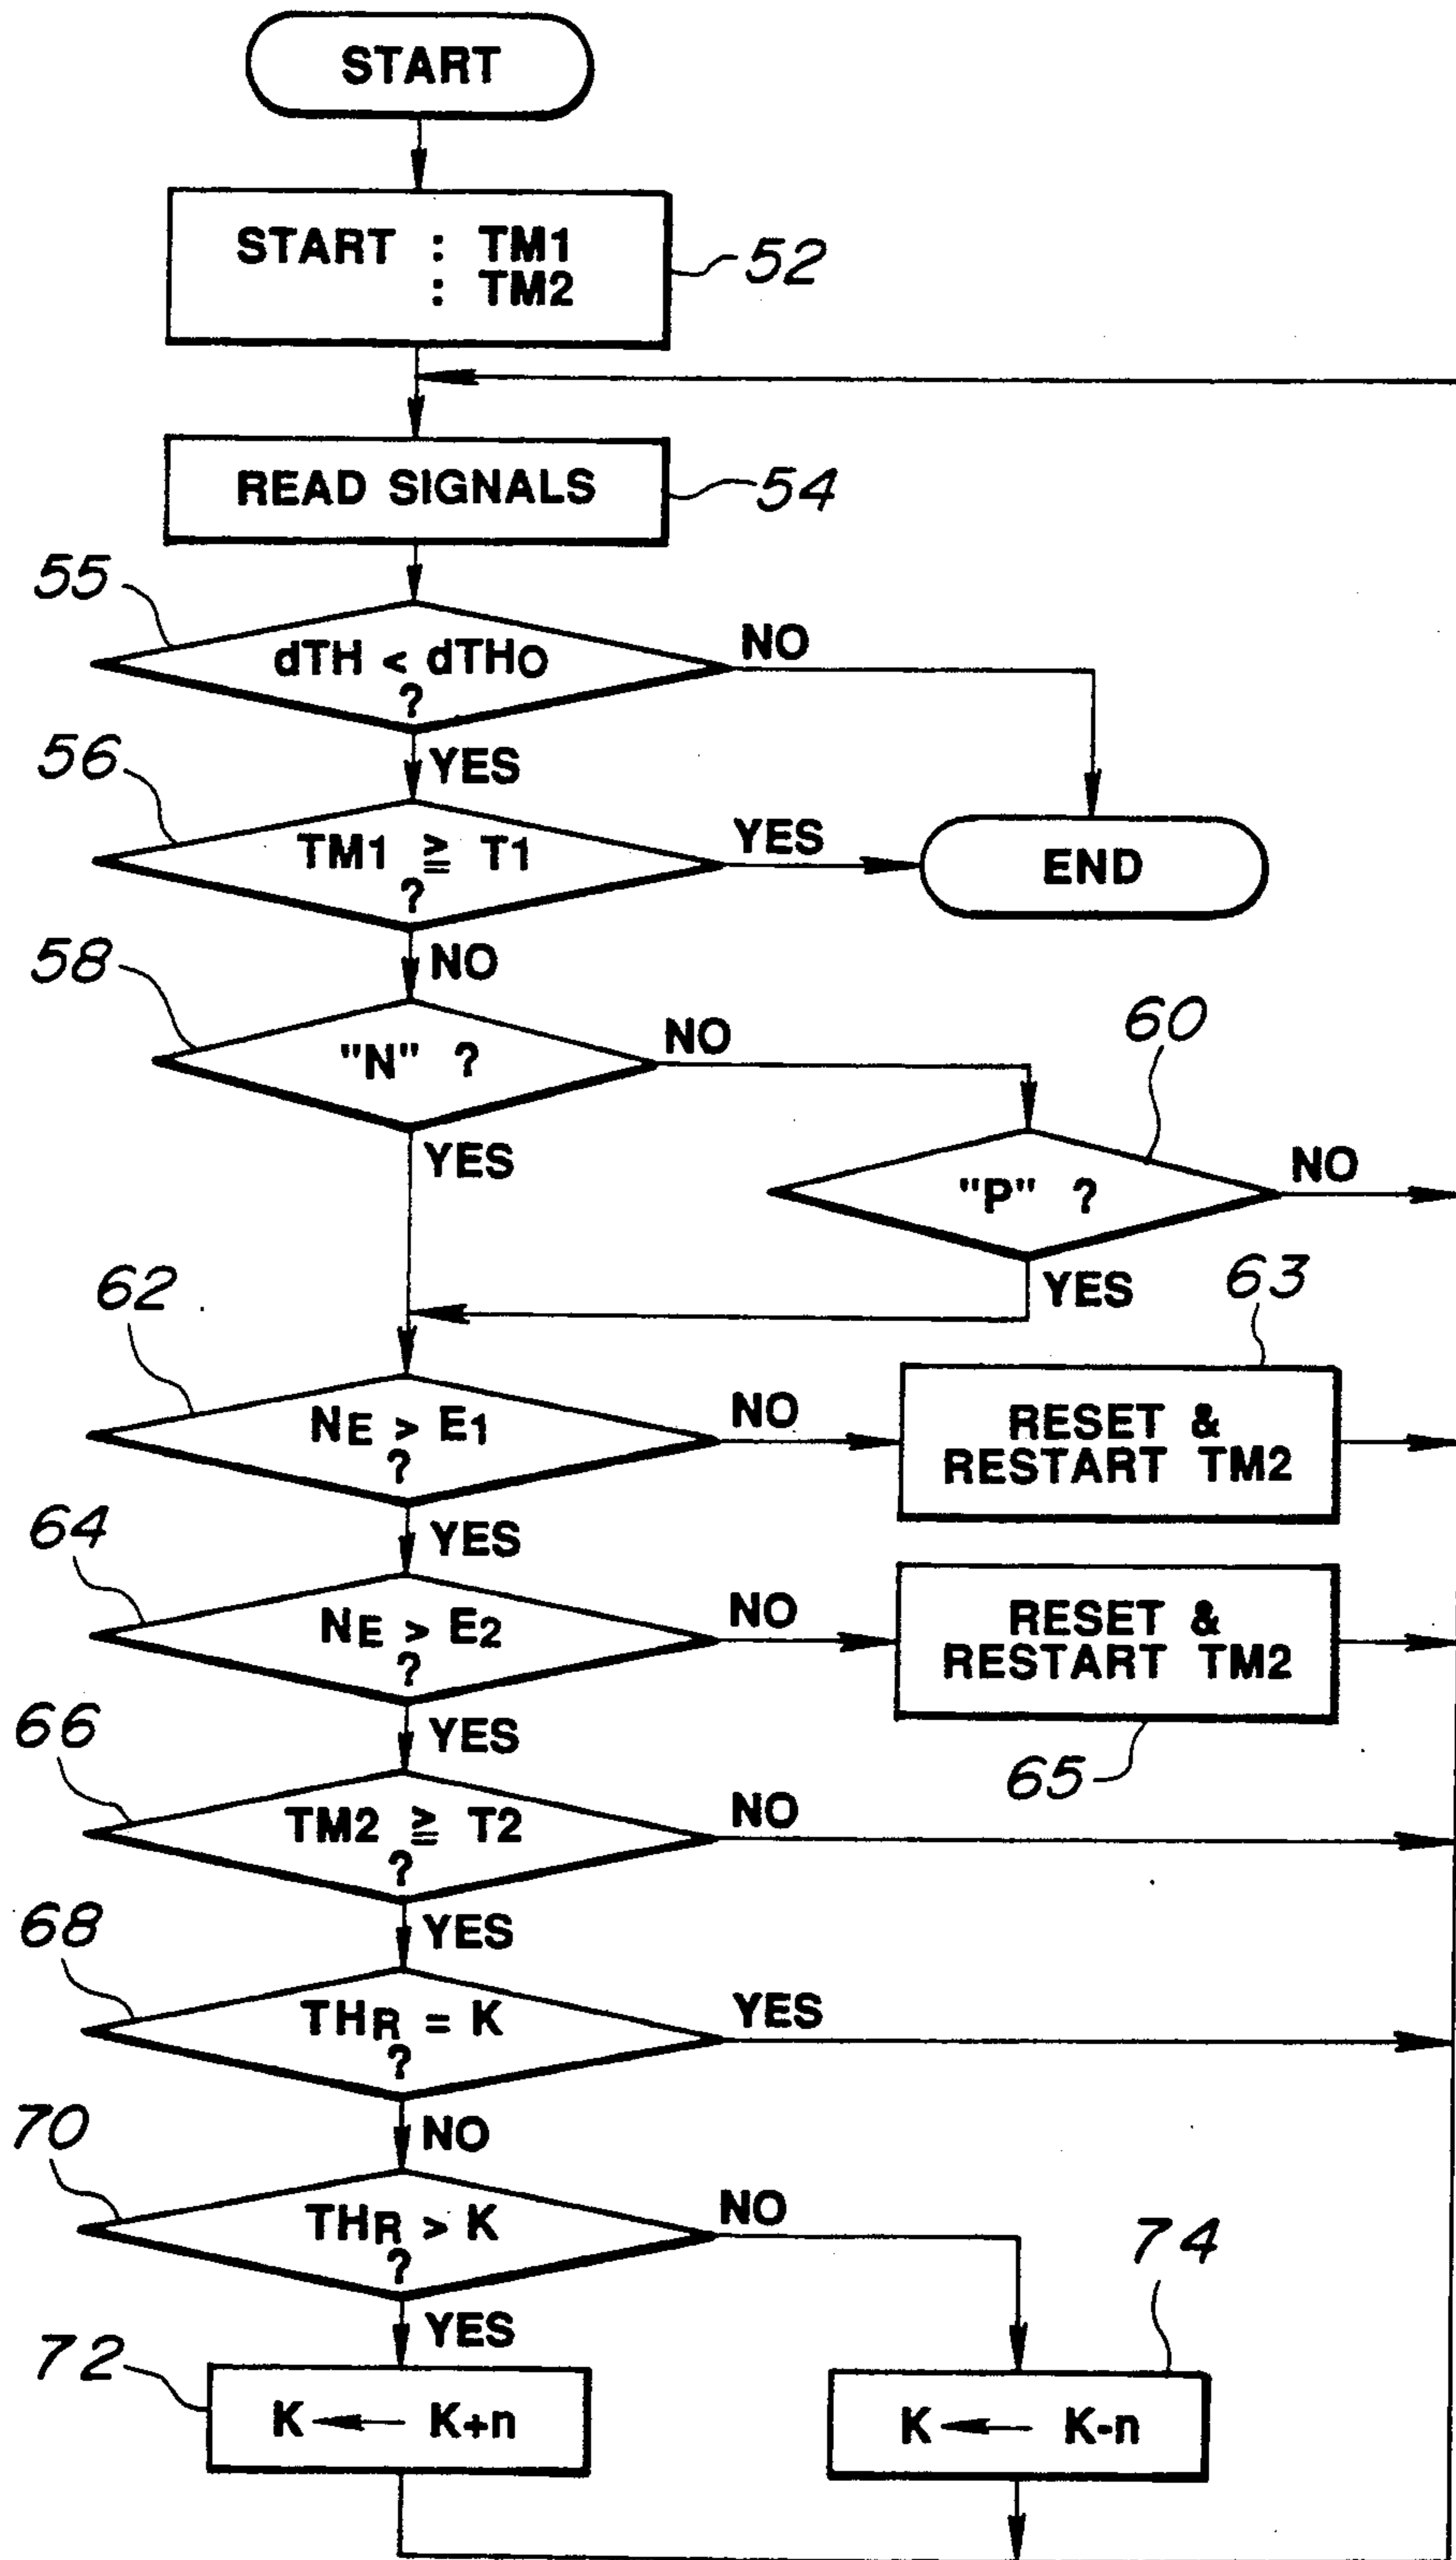 START
START : TM1
: TM2
52
READ SIGNALS
54
55
dTH < dTHO
?
NO
YES
56
TM1 ≧ T1
?
YES
END
NO
58
"N" ?
NO
60
YES
"P" ?
NO
YES
62
63
NE > E1
?
NO
RESET &
RESTART TM2
YES
64
NE > E2
?
NO
RESET &
RESTART TM2
YES
65
66
TM2 ≧ T2
?
NO
YES
68
THR = K
?
YES
NO
70
THR > K
?
NO
74
YES
72
K ← K+n
K ← K-n